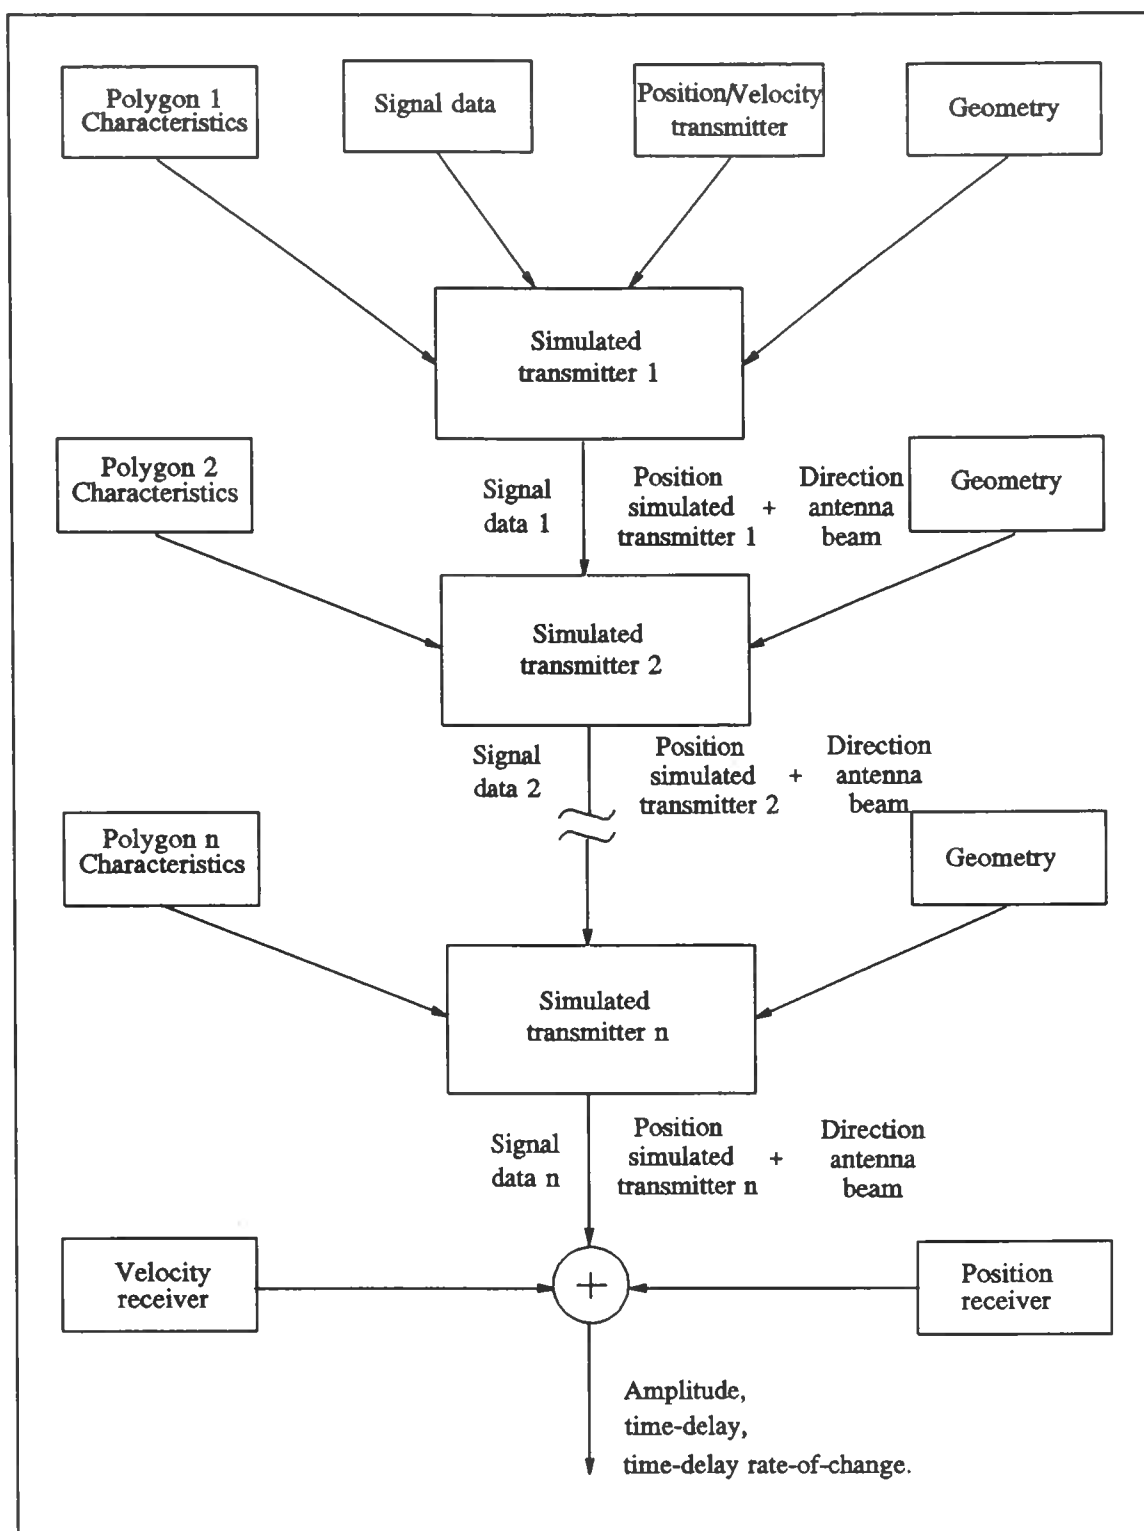 Polygon 1
Characteristics
Signal data
Position/Velocity
transmitter
Geometry
Simulated
transmitter 1
Polygon 2
Characteristics
Signal
data 1
Position
simulated
transmitter 1
+
Direction
antenna
beam
Geometry
Simulated
transmitter 2
Signal
data 2
Position
simulated
transmitter 2
+
Direction
antenna
beam
Polygon n
Characteristics
Geometry
Simulated
transmitter n
Signal
data n
Position
simulated
transmitter n
+
Direction
antenna
beam
Velocity
receiver
+
Position
receiver
Amplitude,
time-delay,
time-delay rate-of-change.